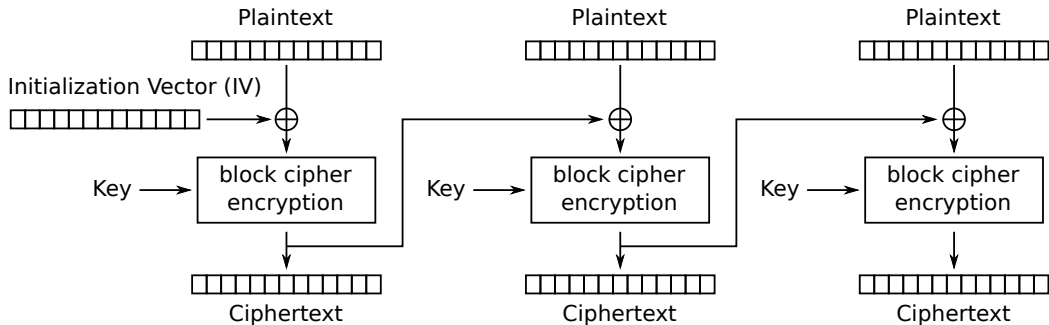 Plaintext
Plaintext
Plaintext
Initialization Vector (IV)
Key
block cipher
encryption
Key
block cipher
encryption
Key
block cipher
encryption
Ciphertext
Ciphertext
Ciphertext